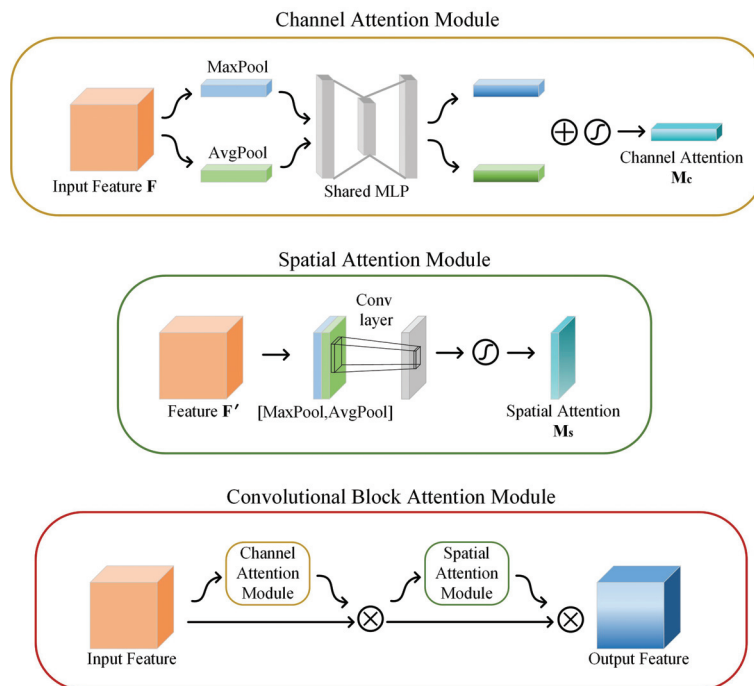 Channel Attention Module
MaxPool
AvgPool
Input Feature F
Shared MLP
Channel Attention
Mc
Spatial Attention Module
Conv
layer
Feature F′
[MaxPool,AvgPool]
Spatial Attention
Ms
Convolutional Block Attention Module
Channel
Attention
Module
Spatial
Attention
Module
Input Feature
Output Feature